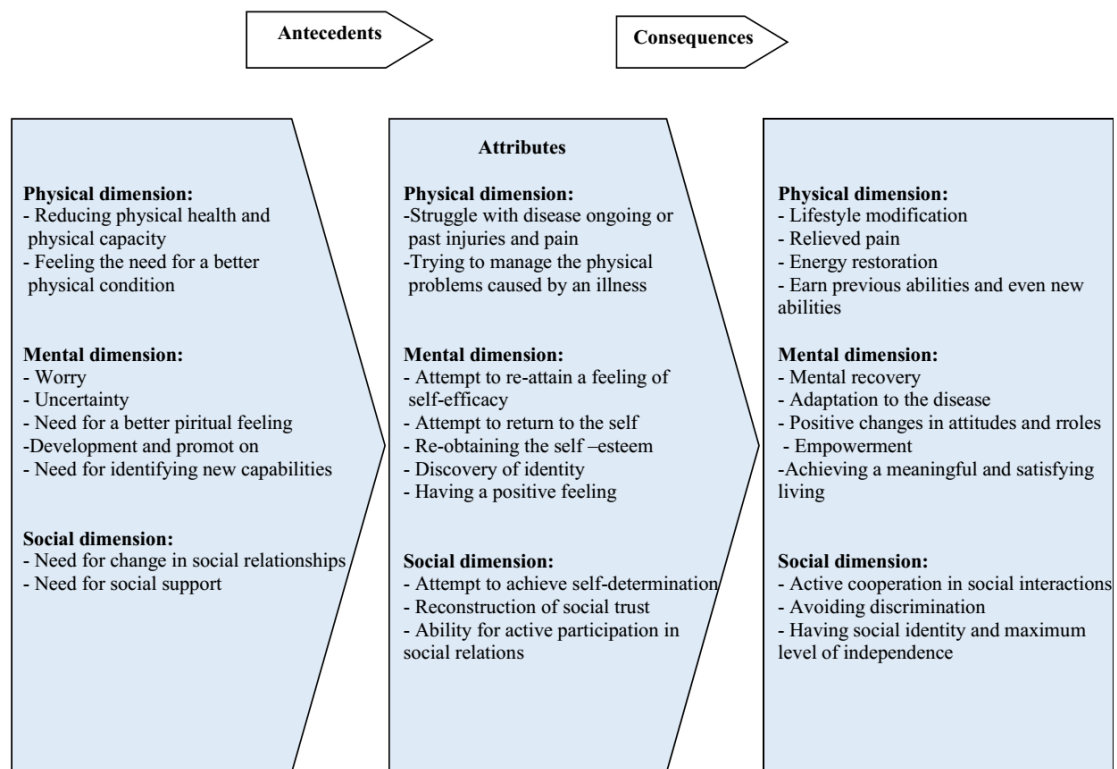 Antecedents
Consequences
Physical dimension:
- Reducing physical health and
physical capacity
- Feeling the need for a better
physical condition
Mental dimension:
- Worry
- Uncertainty
- Need for a better piritual feeling
-Development and promot on
- Need for identifying new capabilities
Social dimension:
- Need for change in social relationships
- Need for social support
Attributes
Physical dimension:
-Struggle with disease ongoing or
past injuries and pain
-Trying to manage the physical
problems caused by an illness
Mental dimension:
- Attempt to re-attain a feeling of
self-efficacy
- Attempt to return to the self
- Re-obtaining the self –esteem
- Discovery of identity
- Having a positive feeling
Social dimension:
- Attempt to achieve self-determination
- Reconstruction of social trust
- Ability for active participation in
social relations
Physical dimension:
- Lifestyle modification
- Relieved pain
- Energy restoration
- Earn previous abilities and even new
abilities
Mental dimension:
- Mental recovery
- Adaptation to the disease
- Positive changes in attitudes and rroles
- Empowerment
-Achieving a meaningful and satisfying
living
Social dimension:
- Active cooperation in social interactions
- Avoiding discrimination
- Having social identity and maximum
level of independence